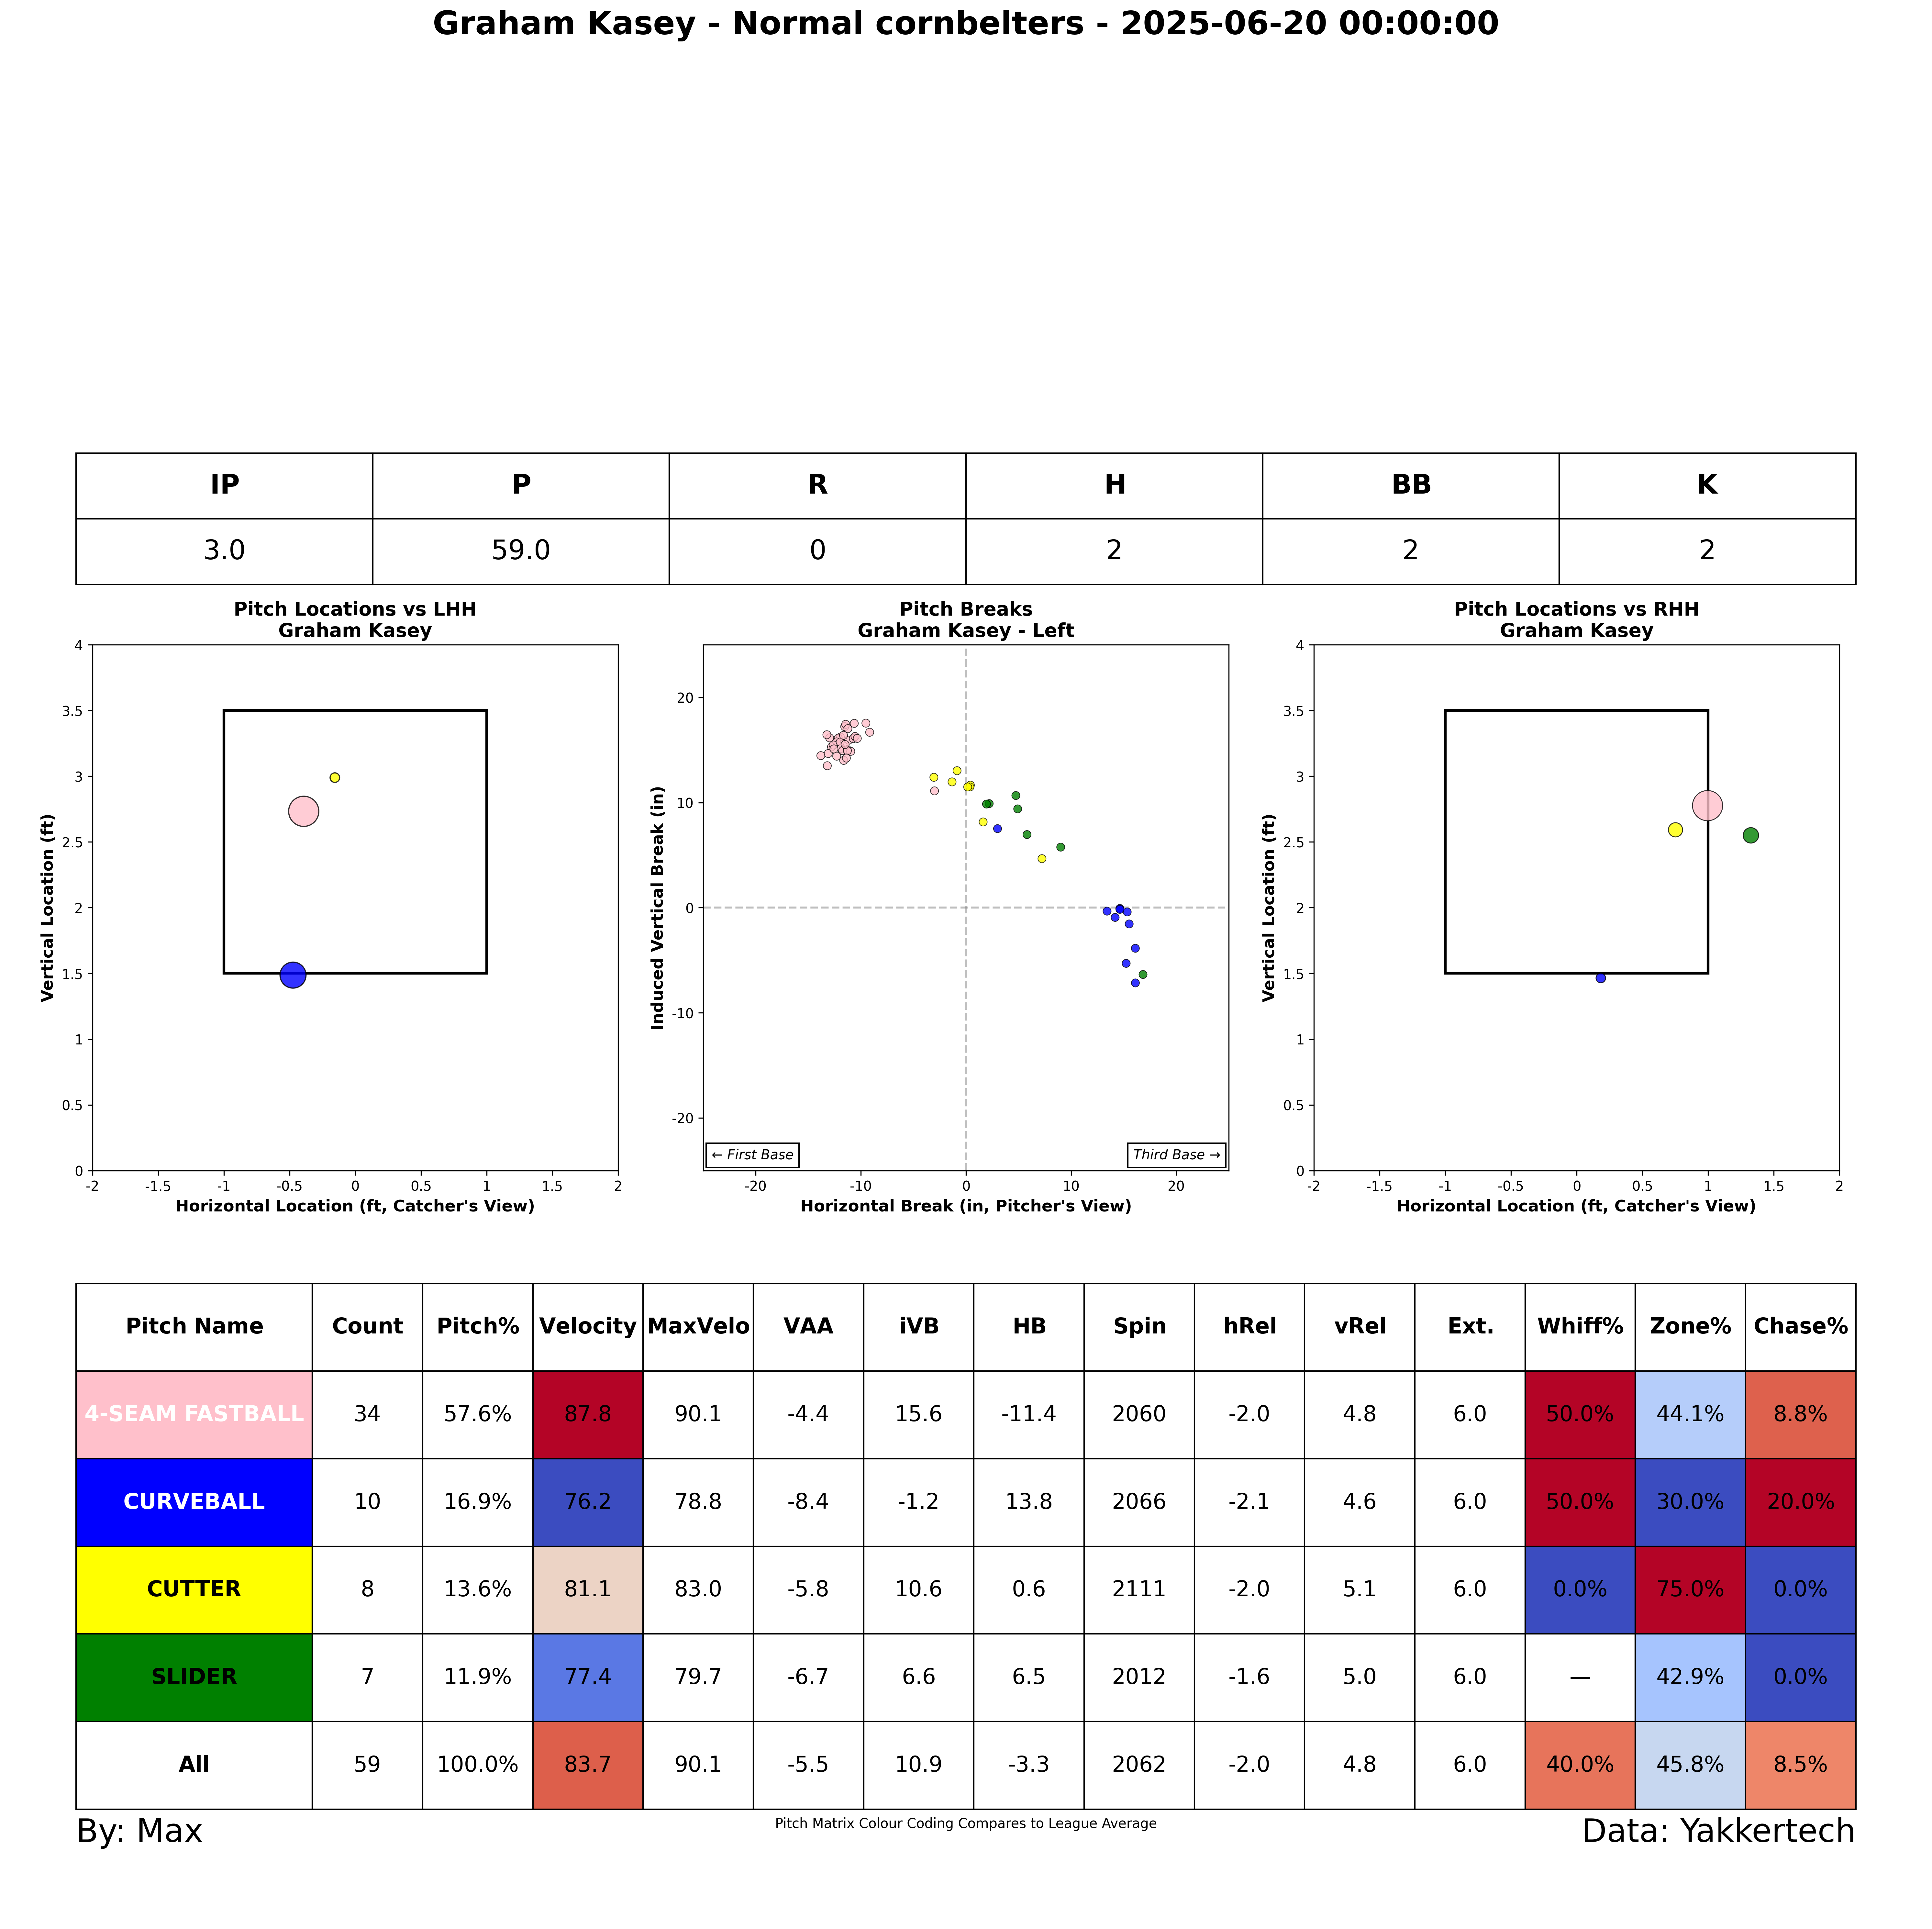 Graham Kasey - Normal cornbelters - 2025-06-20 00:00:00
IP P R H BB K
3.0 59.0 0 2 2 2
Pitch Locations vs LHH
Graham Kasey
4
3.5
3
2.5
2
1.5
1
0.5
0
-2 -1.5 -1 -0.5 0 0.5 1 1.5 2
Vertical Location (ft)
Horizontal Location (ft, Catcher's View)
Pitch Breaks
Graham Kasey - Left
20
10
0
-10
-20
-20 -10 0 10 20
Induced Vertical Break (in)
← First Base
Third Base →
Horizontal Break (in, Pitcher's View)
Pitch Locations vs RHH
Graham Kasey
4
3.5
3
2.5
2
1.5
1
0.5
0
-2 -1.5 -1 -0.5 0 0.5 1 1.5 2
Vertical Location (ft)
Horizontal Location (ft, Catcher's View)
Pitch Name Count Pitch% Velocity MaxVelo VAA iVB HB Spin hRel vRel Ext. Whiff% Zone% Chase%
4-SEAM FASTBALL 34 57.6% 87.8 90.1 -4.4 15.6 -11.4 2060 -2.0 4.8 6.0 50.0% 44.1% 8.8%
CURVEBALL 10 16.9% 76.2 78.8 -8.4 -1.2 13.8 2066 -2.1 4.6 6.0 50.0% 30.0% 20.0%
CUTTER 8 13.6% 81.1 83.0 -5.8 10.6 0.6 2111 -2.0 5.1 6.0 0.0% 75.0% 0.0%
SLIDER 7 11.9% 77.4 79.7 -6.7 6.6 6.5 2012 -1.6 5.0 6.0 — 42.9% 0.0%
All 59 100.0% 83.7 90.1 -5.5 10.9 -3.3 2062 -2.0 4.8 6.0 40.0% 45.8% 8.5%
By: Max
Pitch Matrix Colour Coding Compares to League Average
Data: Yakkertech